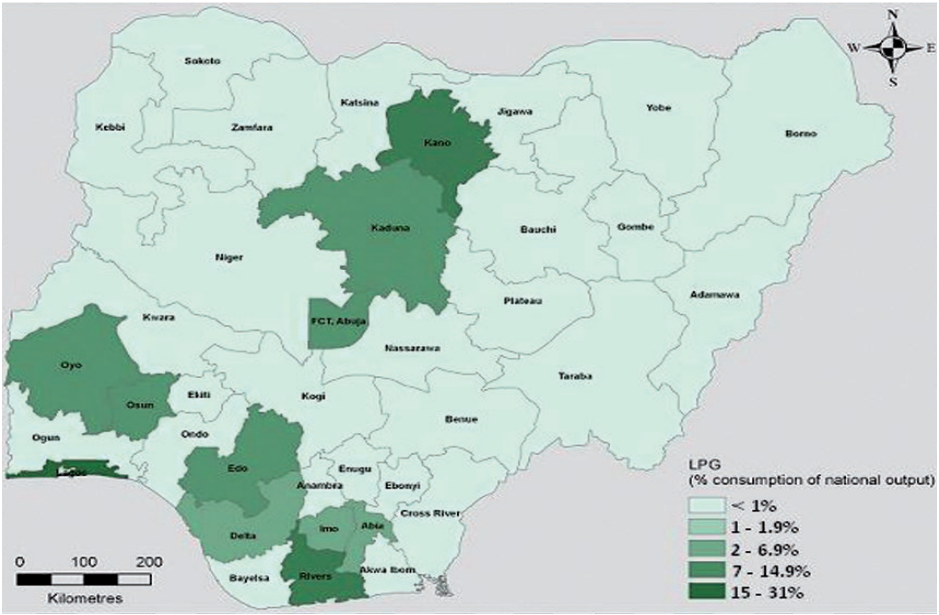 N
W E
S
Sokoto
Katsina
Jigawa
Yobe
Kebbi
Zamfara
Borno
Kano
Kaduna
Bauchi
Gombe
Niger
Adamawa
Plateau
Kwara
FCT, Abuja
Nassarawa
Oyo
Taraba
Osun
Ekiti
Kogi
Benue
Ogun
Ondo
Lagos
Edo
Enugu
Anambra
Ebonyi
Cross River
Delta
Imo
Abia
Bayelsa
Rivers
Akwa Ibom
LPG
(% consumption of national output)
< 1%
1 - 1.9%
2 - 6.9%
7 - 14.9%
15 - 31%
0 100 200
Kilometres